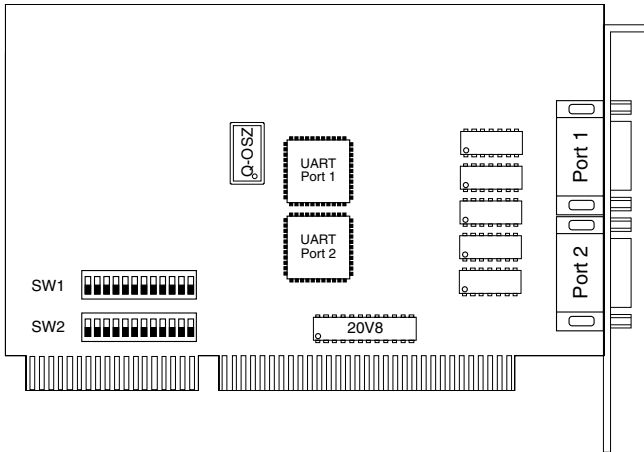 Q-OSZ
UART
Port 1
UART
Port 2
Port 1
Port 2
SW1
SW2
20V8